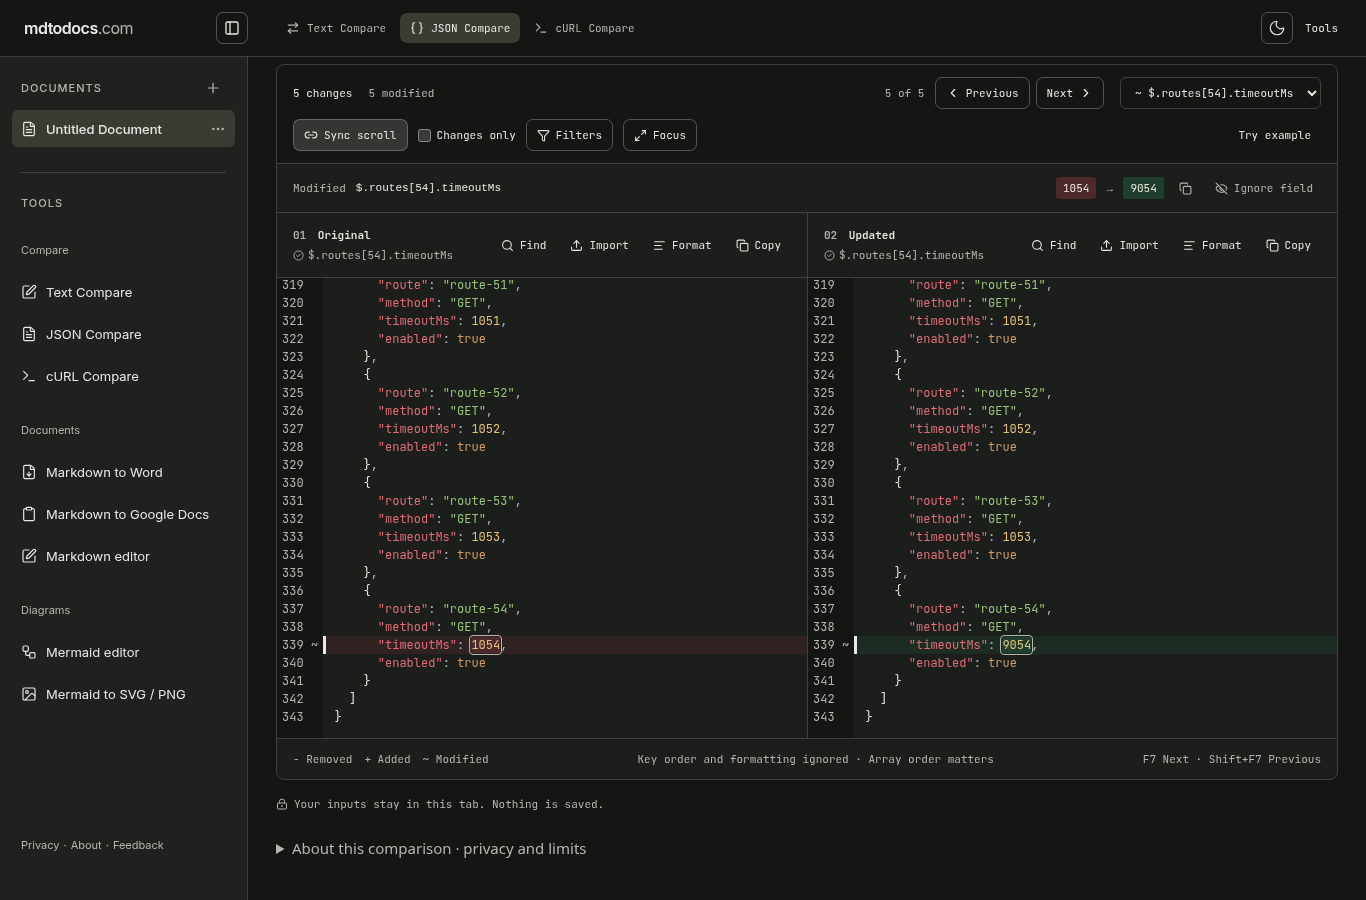 mdtodocs.com
Text Compare
JSON Compare
cURL Compare
Tools
DOCUMENTS
Untitled Document
TOOLS
Compare
Text Compare
JSON Compare
cURL Compare
Documents
Markdown to Word
Markdown to Google Docs
Markdown editor
Diagrams
Mermaid editor
Mermaid to SVG / PNG
Privacy · About · Feedback
5 changes 5 modified
5 of 5
Previous
Next
~ $.routes[54].timeoutMs
Sync scroll
Changes only
Filters
Focus
Try example
Modified $.routes[54].timeoutMs
1054 → 9054
Ignore field
01 Original
$.routes[54].timeoutMs
Find
Import
Format
Copy
319 "route": "route-51",
320 "method": "GET",
321 "timeoutMs": 1051,
322 "enabled": true
323 },
324 {
325 "route": "route-52",
326 "method": "GET",
327 "timeoutMs": 1052,
328 "enabled": true
329 },
330 {
331 "route": "route-53",
332 "method": "GET",
333 "timeoutMs": 1053,
334 "enabled": true
335 },
336 {
337 "route": "route-54",
338 "method": "GET",
339 ~ "timeoutMs": 1054,
340 "enabled": true
341 }
342 ]
343 }
02 Updated
$.routes[54].timeoutMs
Find
Import
Format
Copy
319 "route": "route-51",
320 "method": "GET",
321 "timeoutMs": 1051,
322 "enabled": true
323 },
324 {
325 "route": "route-52",
326 "method": "GET",
327 "timeoutMs": 1052,
328 "enabled": true
329 },
330 {
331 "route": "route-53",
332 "method": "GET",
333 "timeoutMs": 1053,
334 "enabled": true
335 },
336 {
337 "route": "route-54",
338 "method": "GET",
339 ~ "timeoutMs": 9054,
340 "enabled": true
341 }
342 ]
343 }
- Removed + Added ~ Modified
Key order and formatting ignored · Array order matters
F7 Next · Shift+F7 Previous
Your inputs stay in this tab. Nothing is saved.
About this comparison · privacy and limits